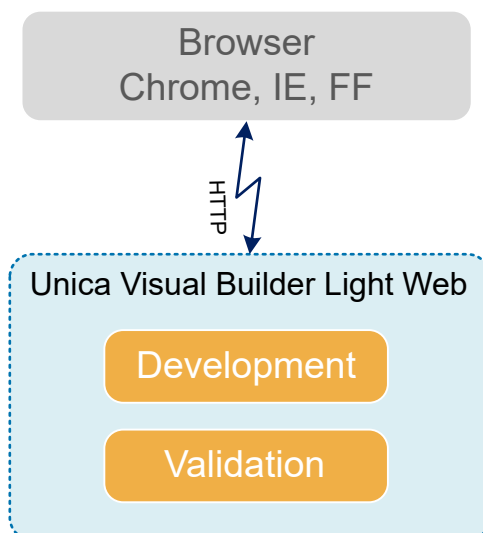 Browser
Chrome, IE, FF
HTTP
Unica Visual Builder Light Web
Development
Validation